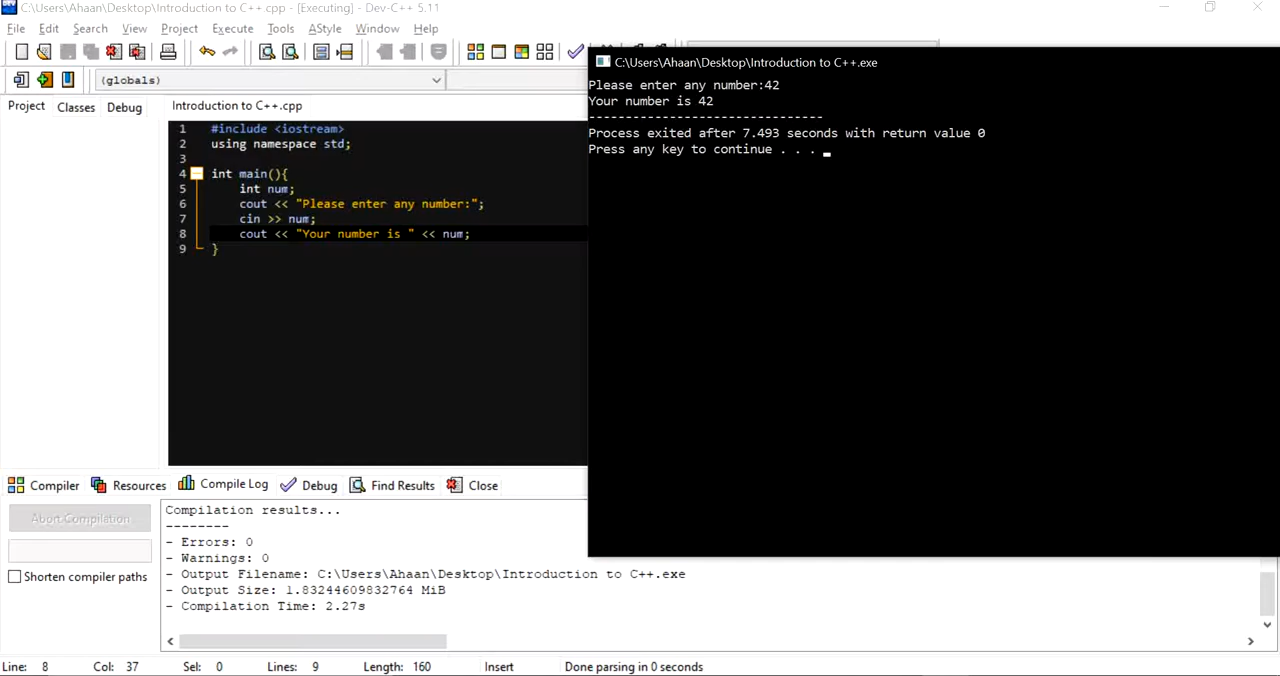 C:\Users\Ahaan\Desktop\Introduction to C++.cpp - [Executing] - Dev-C++ 5.11
File Edit Search View Project Execute Tools AStyle Window Help
(globals)
Project Classes Debug
Introduction to C++.cpp
1 #include <iostream>
2 using namespace std;
3
4 int main(){
5 int num;
6 cout << "Please enter any number:";
7 cin >> num;
8 cout << "Your number is " << num;
9 }
C:\Users\Ahaan\Desktop\Introduction to C++.exe
Please enter any number:42
Your number is 42
--------------------------------
Process exited after 7.493 seconds with return value 0
Press any key to continue . . .
Compiler Resources Compile Log Debug Find Results Close
Abort Compilation
Shorten compiler paths
Compilation results...
--------
- Errors: 0
- Warnings: 0
- Output Filename: C:\Users\Ahaan\Desktop\Introduction to C++.exe
- Output Size: 1.83244609832764 MiB
- Compilation Time: 2.27s
Line: 8 Col: 37 Sel: 0 Lines: 9 Length: 160 Insert Done parsing in 0 seconds